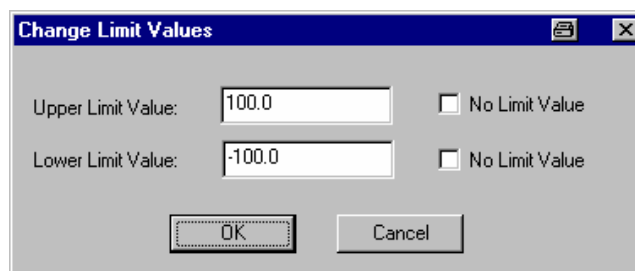 Change Limit Values
Upper Limit Value: 100.0 No Limit Value
Lower Limit Value: -100.0 No Limit Value
OK Cancel